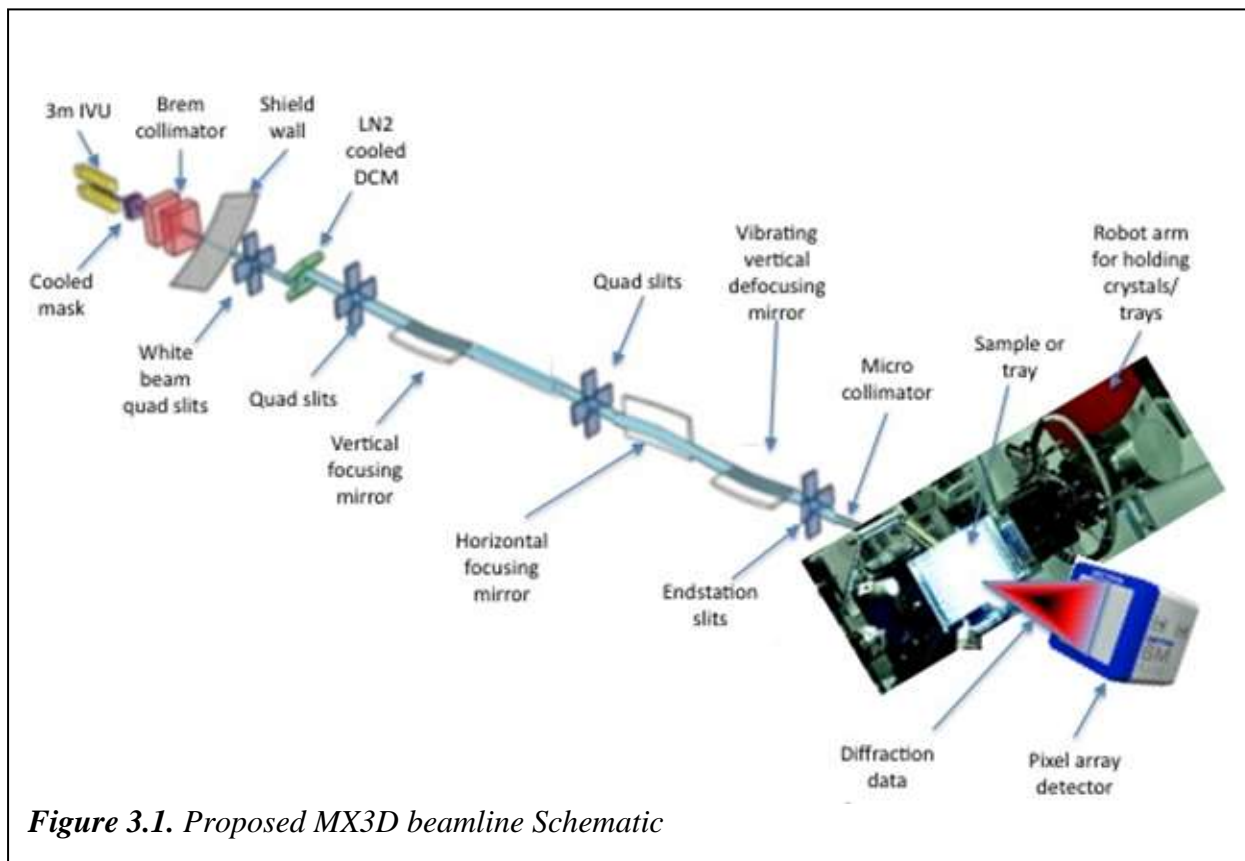 3m IVU
Brem
collimator
Shield
wall
LN2
cooled
DCM
Cooled
mask
White
beam
quad slits
Quad slits
Vertical
focusing
mirror
Quad slits
Horizontal
focusing
mirror
Vibrating
vertical
defocusing
mirror
Micro
collimator
Endstation
slits
Sample or
tray
Robot arm
for holding
crystals/
trays
Diffraction
data
Pixel array
detector
Figure 3.1. Proposed MX3D beamline Schematic